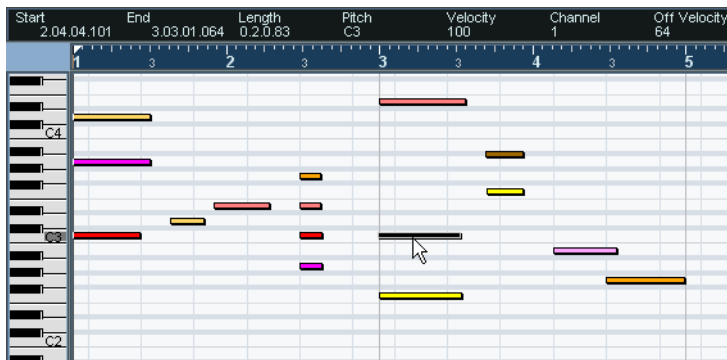 Start End Length Pitch Velocity Channel Off Velocity
2.04.04.101 3.03.01.064 0.2.0.83 C3 100 1 64
1 3 2 3 3 3 4 3 5
C4
C3
C2